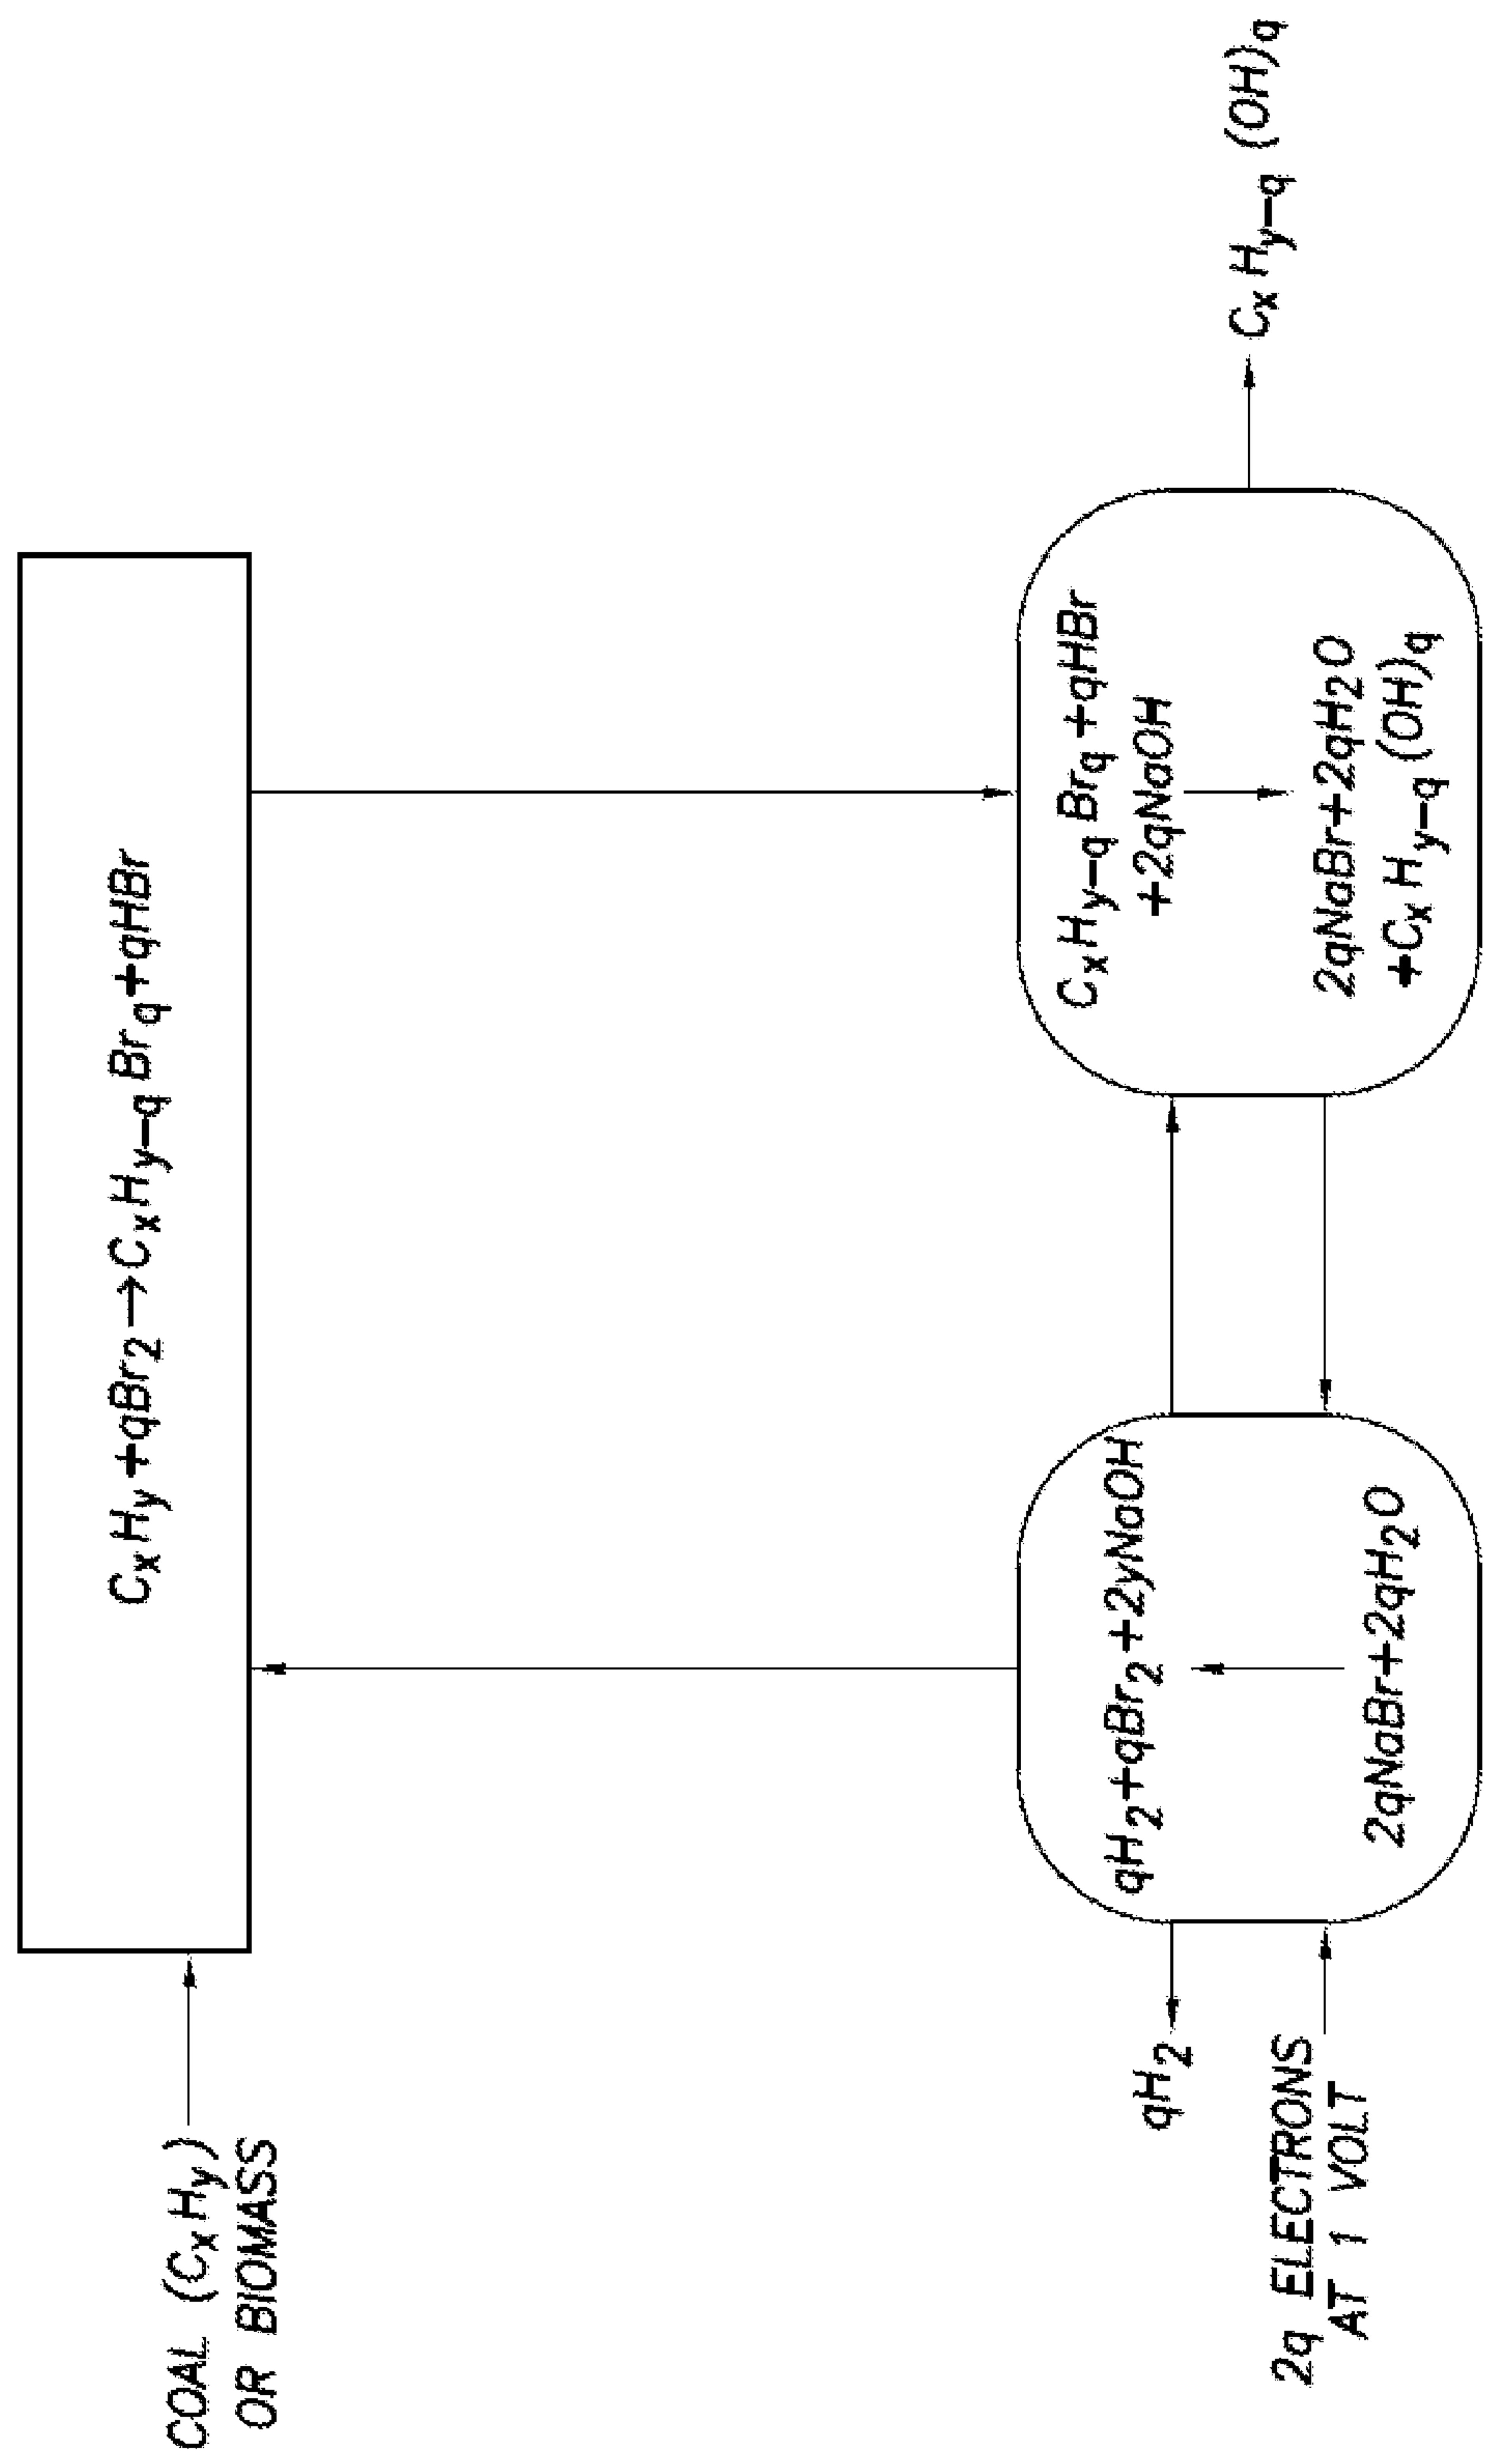 COAL (CₓHy)
OR BIOMASS
CₓHy+qBr₂→CₓHy-qBrq+qHBr
qH₂
2q ELECTRONS
AT 1 VOLT
qH₂+qBr₂+2yNaOH
2qNaBr+2qH₂O
CₓHy-qBrq+qHBr
+2qNaOH
2qNaBr+2qH₂O
+CₓHy-q(OH)q
CₓHy-q(OH)q